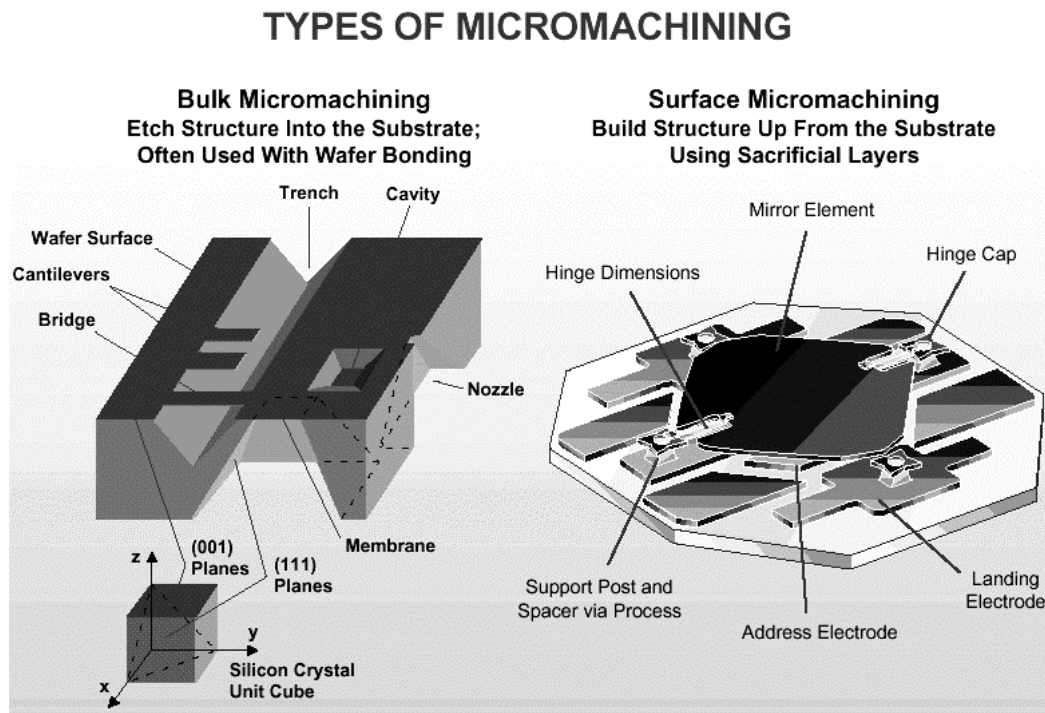 TYPES OF MICROMACHINING
Bulk Micromachining
Etch Structure Into the Substrate;
Often Used With Wafer Bonding
Trench
Cavity
Wafer Surface
Cantilevers
Bridge
Nozzle
Membrane
(001)
Planes
(111)
Planes
z
y
x
Silicon Crystal
Unit Cube
Surface Micromachining
Build Structure Up From the Substrate
Using Sacrificial Layers
Mirror Element
Hinge Cap
Hinge Dimensions
Support Post and
Spacer via Process
Address Electrode
Landing
Electrode